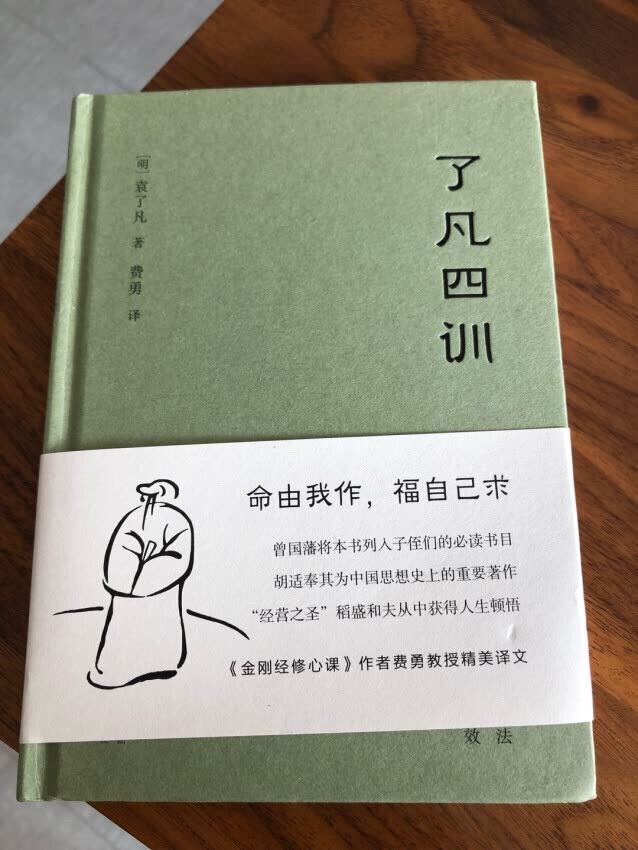 了凡四训
[明]袁了凡 著
费勇 译
命由我作，福自己求
曾国藩将本书列入子侄们的必读书目
胡适奉其为中国思想史上的重要著作
“经营之圣”稻盛和夫从中获得人生顿悟
《金刚经修心课》作者费勇教授精美译文
效法